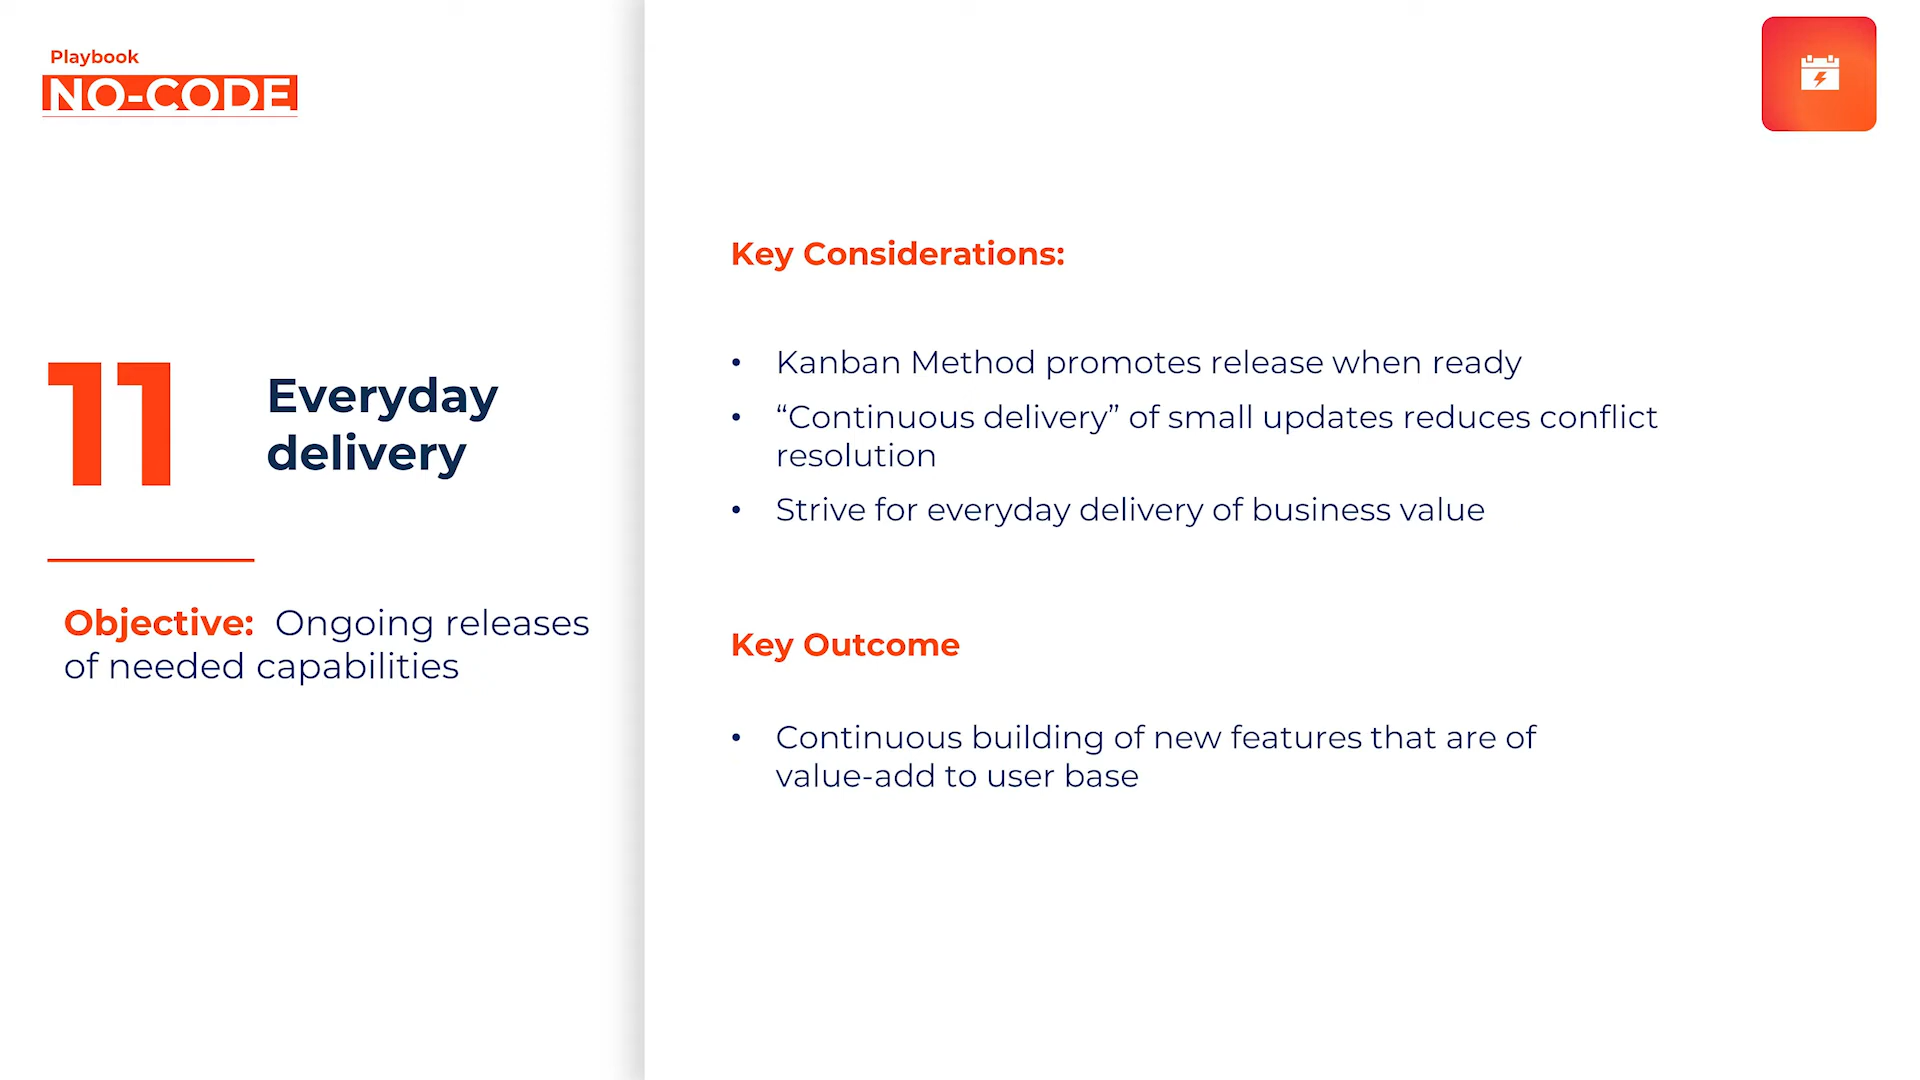 Playbook
NO-CODE
11
Everyday
delivery
Objective: Ongoing releases
of needed capabilities
Key Considerations:
• Kanban Method promotes release when ready
• “Continuous delivery” of small updates reduces conflict
resolution
• Strive for everyday delivery of business value
Key Outcome
• Continuous building of new features that are of
value-add to user base